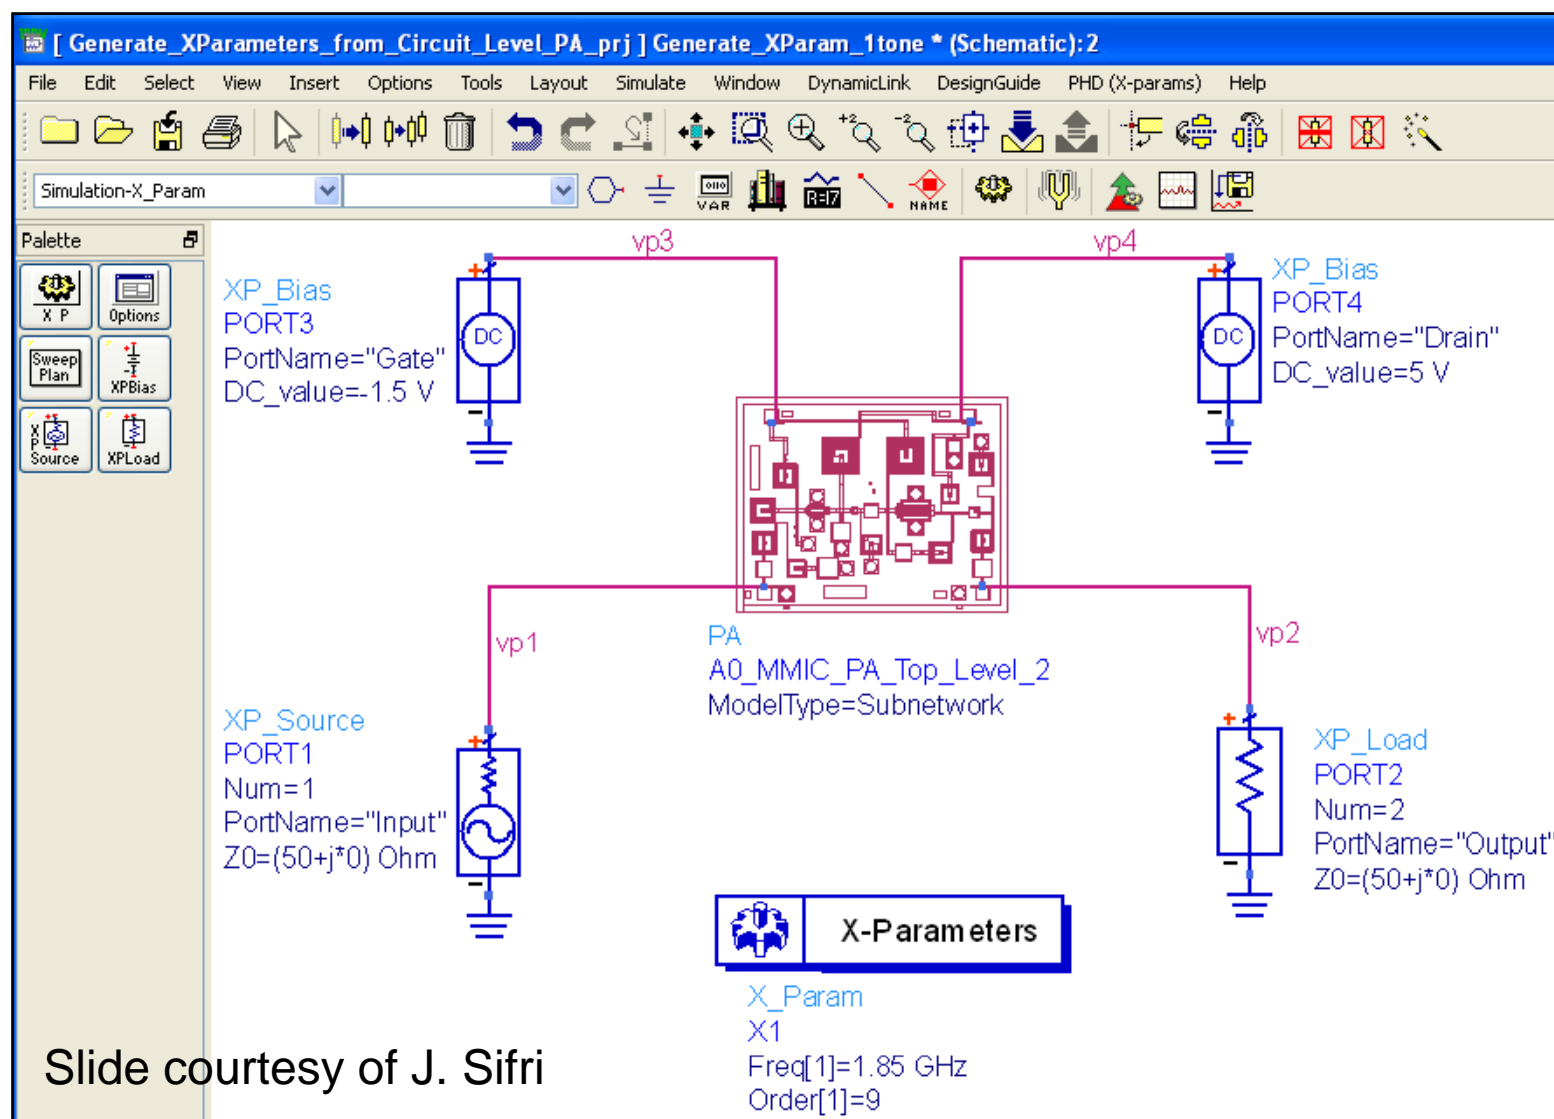 [ Generate_XParameters_from_Circuit_Level_PA_prj ] Generate_XParam_1tone * (Schematic):2
File Edit Select View Insert Options Tools Layout Simulate Window DynamicLink DesignGuide PHD (X-params) Help
+2 -2
Simulation-X_Param
VAR
R=17
NAME
Palette
X P
Options
Sweep Plan
XPBias
XP Source
XPLoad
vp3
vp4
XP_Bias
PORT3
PortName="Gate"
DC_value=-1.5 V
DC
XP_Bias
PORT4
PortName="Drain"
DC_value=5 V
DC
vp1
vp2
PA
A0_MMIC_PA_Top_Level_2
ModelType=Subnetwork
XP_Source
PORT1
Num=1
PortName="Input"
Z0=(50+j*0) Ohm
XP_Load
PORT2
Num=2
PortName="Output"
Z0=(50+j*0) Ohm
X-Parameters
X_Param
X1
Freq[1]=1.85 GHz
Order[1]=9
Slide courtesy of J. Sifri